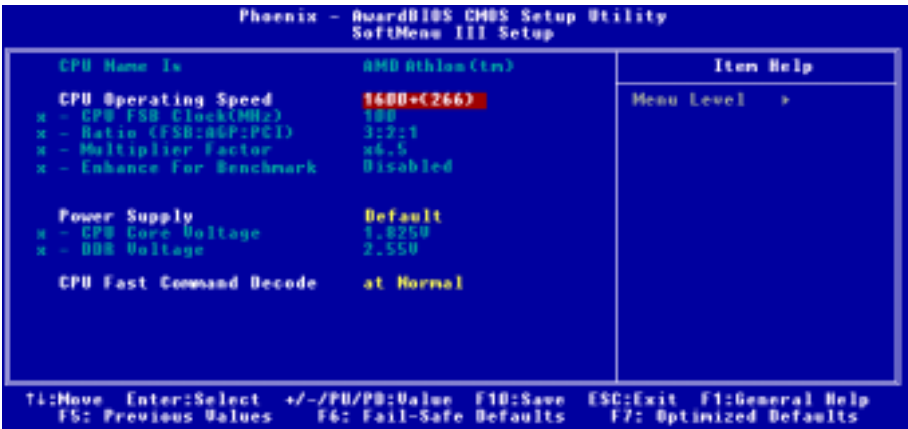 Phoenix - AwardBIOS CMOS Setup Utility
SoftMenu III Setup
CPU Name Is AMD Athlon(tm)
Item Help
CPU Operating Speed 1600+(266)
Menu Level ▸
x - CPU FSB Clock(MHz) 100
x - Ratio (FSB:AGP:PCI) 3:2:1
x - Multiplier Factor x6.5
x - Enhance For Benchmark Disabled
Power Supply Default
x - CPU Core Voltage 1.825V
x - DDR Voltage 2.55V
CPU Fast Command Decode at Normal
↑↓:Move Enter:Select +/-/PU/PD:Value F10:Save ESC:Exit F1:General Help
F5: Previous Values F6: Fail-Safe Defaults F7: Optimized Defaults